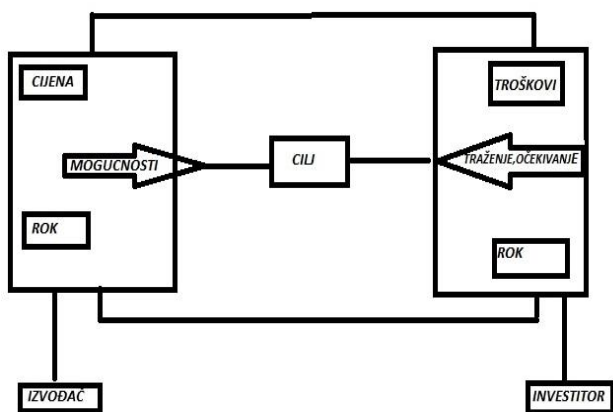 CIJENA
TROŠKOVI
MOGUCNOSTI
CILJ
TRAŽENJE,OČEKIVANJE
ROK
ROK
IZVOĐAČ
INVESTITOR